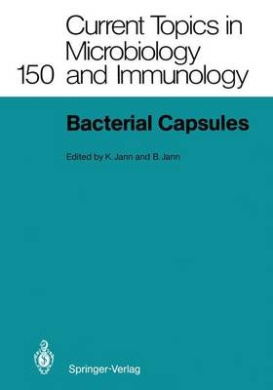 Current Topics in
Microbiology
150 and Immunology
Bacterial Capsules
Edited by K. Jann and B. Jann
Springer-Verlag